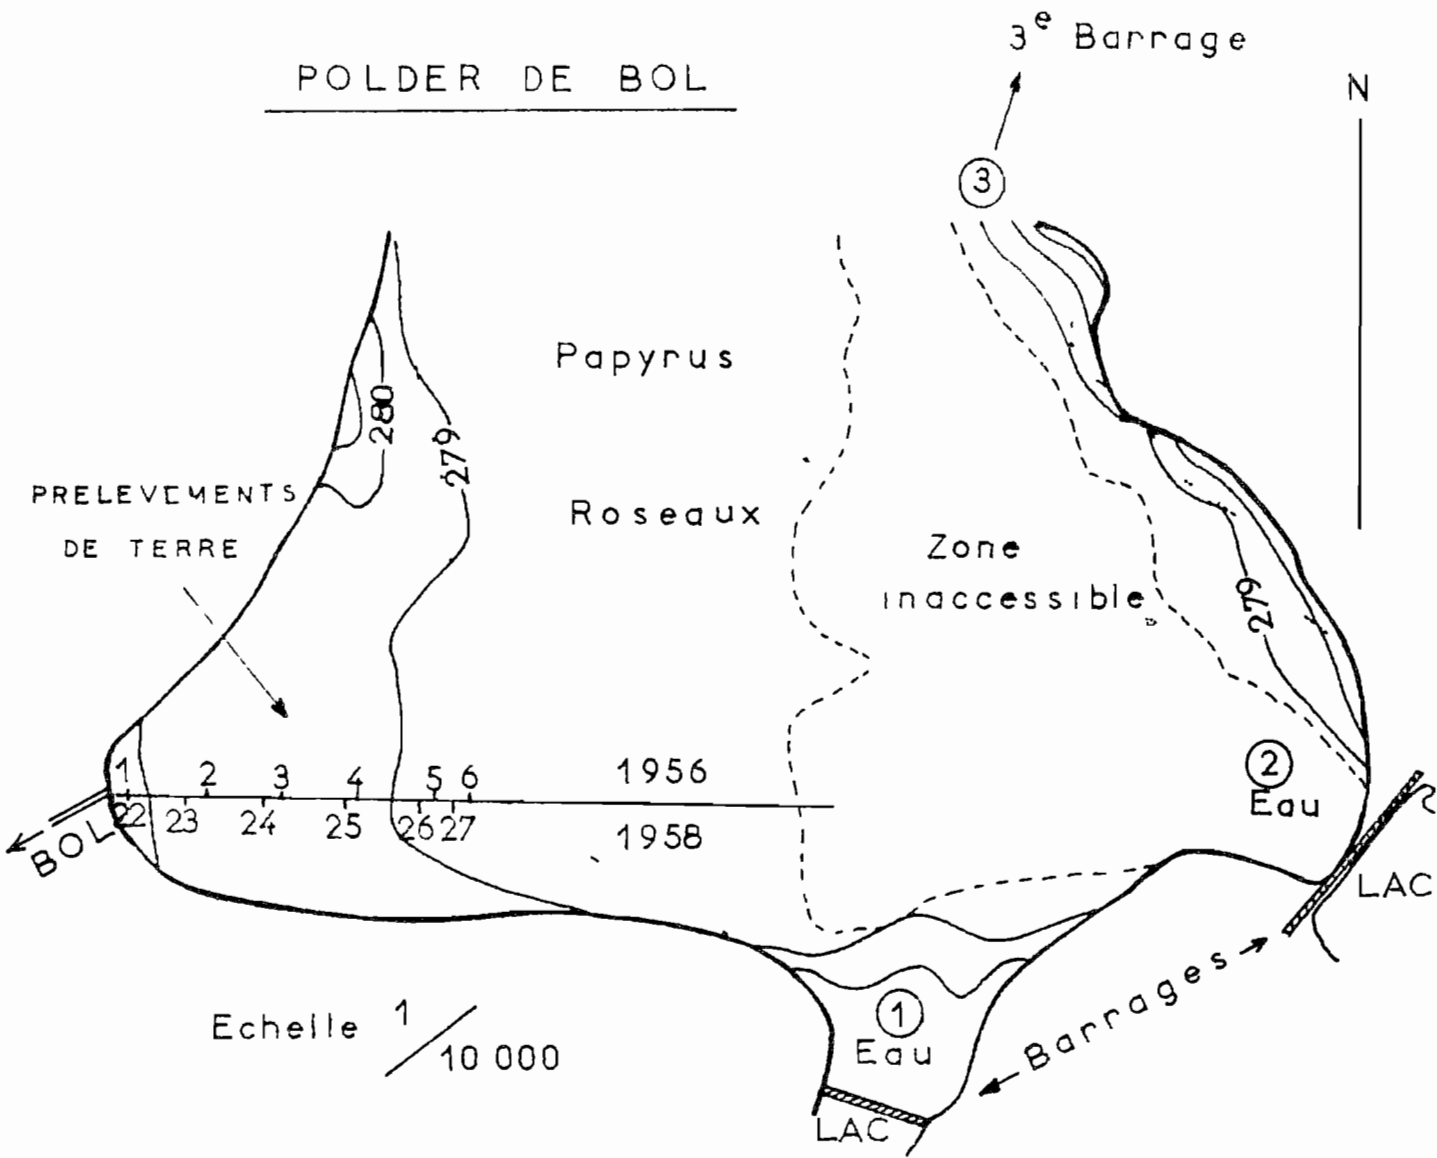 3e Barrage
POLDER DE BOL
N
3
Papyrus
280
279
PRELEVEMENTS
DE TERRE
Roseaux
Zone
inaccessible
279
1 2 3 4 5 6 1956
22 23 24 25 26 27 1958
BOL
2
Eau
LAC
Barrages
1
Eau
Echelle 1/10 000
LAC